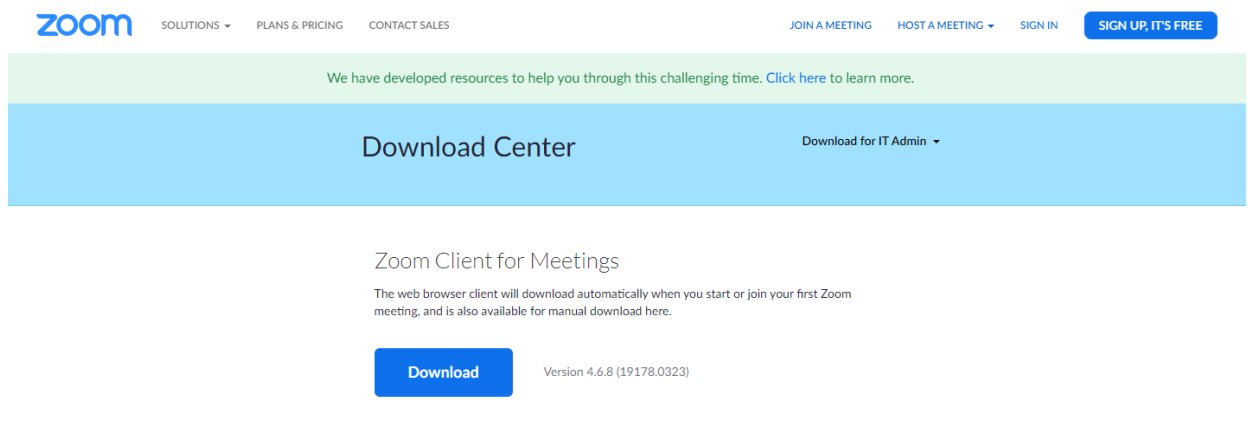 zoom SOLUTIONS PLANS & PRICING CONTACT SALES JOIN A MEETING HOST A MEETING SIGN IN SIGN UP, IT'S FREE
We have developed resources to help you through this challenging time. Click here to learn more.
Download Center Download for IT Admin
Zoom Client for Meetings
The web browser client will download automatically when you start or join your first Zoom
meeting, and is also available for manual download here.
Download Version 4.6.8 (19178.0323)